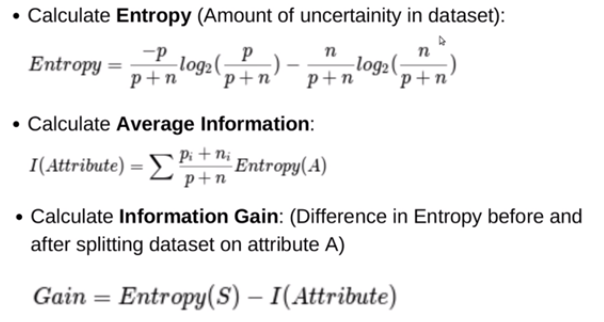 • Calculate Entropy (Amount of uncertainity in dataset):
Entropy = \frac{-p}{p+n} log_2(\frac{p}{p+n}) - \frac{n}{p+n} log_2(\frac{n}{p+n})
• Calculate Average Information:
I(Attribute) = \sum \frac{p_i+n_i}{p+n} Entropy(A)
• Calculate Information Gain: (Difference in Entropy before and
after splitting dataset on attribute A)
Gain = Entropy(S) - I(Attribute)